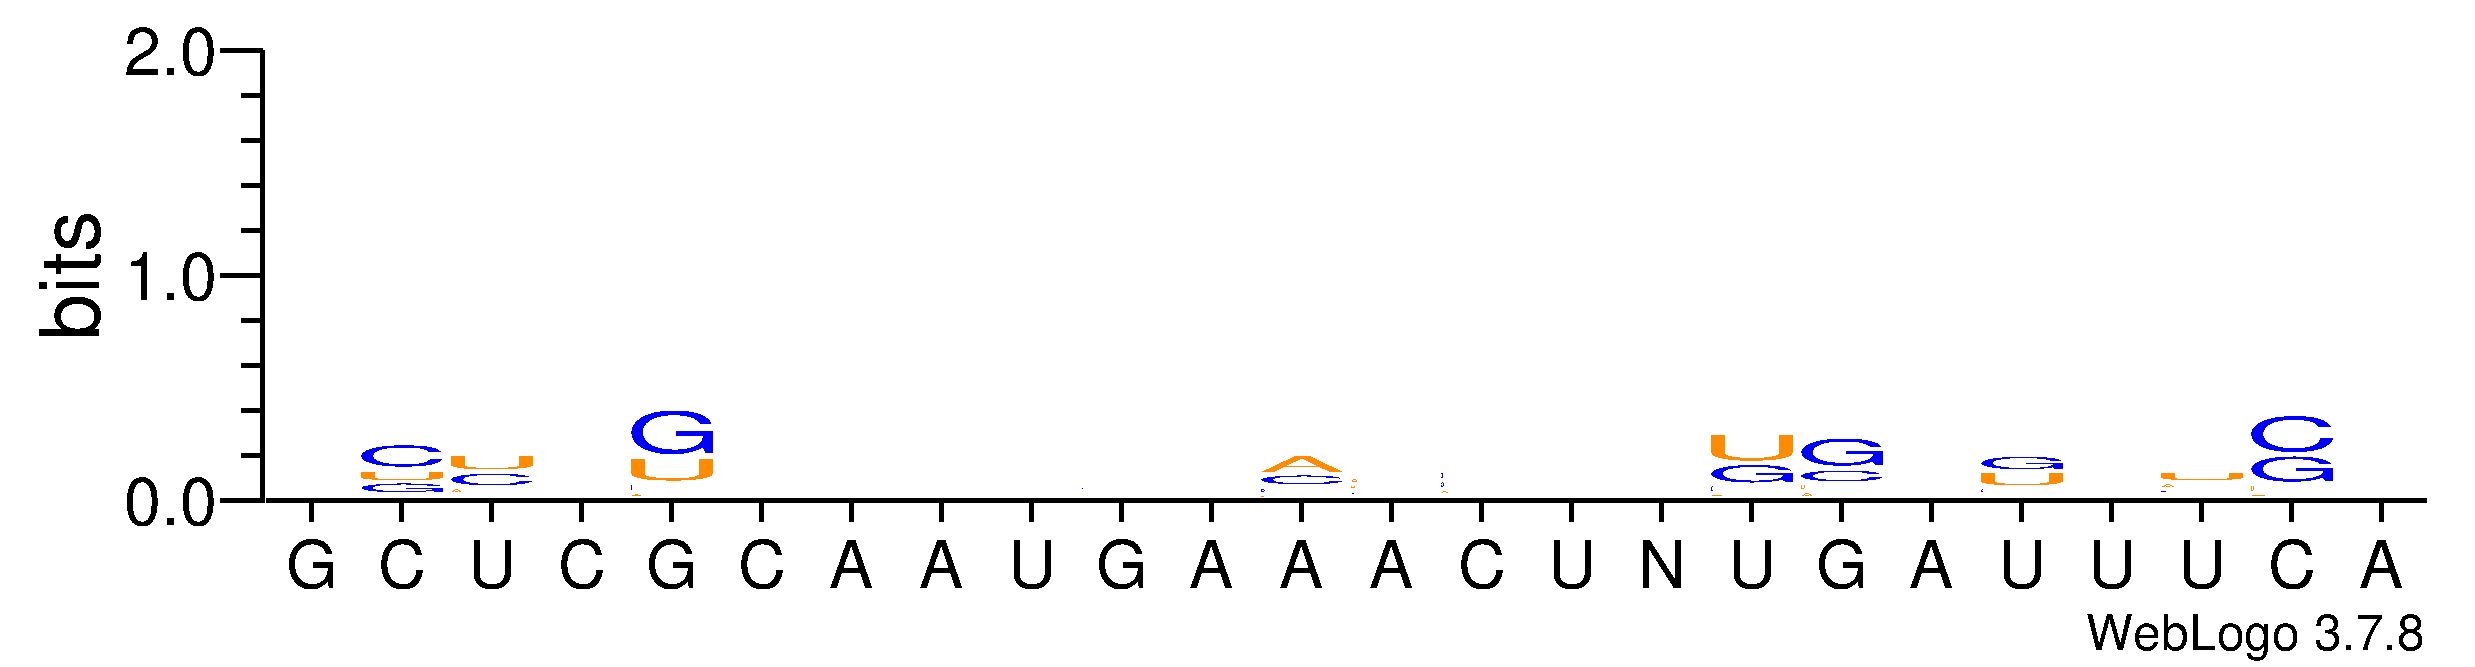 bits
2.0
1.0
0.0
C U G U C A G U A C U G G C G U U C G
G C U C G C A A U G A A A C U N U G A U U U C A
WebLogo 3.7.8